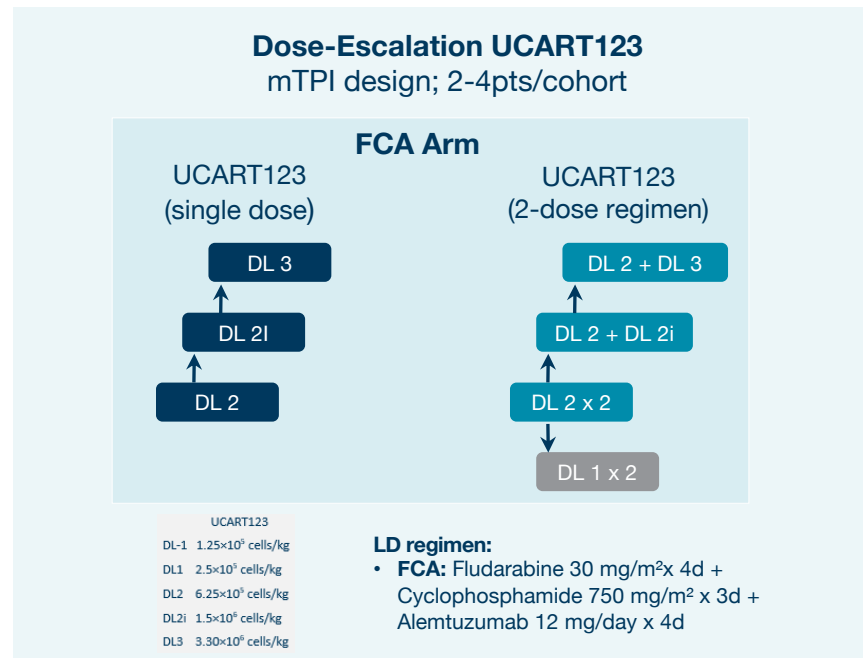 Dose-Escalation UCART123
mTPI design; 2-4pts/cohort
FCA Arm
UCART123
(single dose)
DL 3
DL 2I
DL 2
UCART123
(2-dose regimen)
DL 2 + DL 3
DL 2 + DL 2i
DL 2 x 2
DL 1 x 2
UCART123
DL-1 1.25×10⁵ cells/kg
DL1 2.5×10⁵ cells/kg
DL2 6.25×10⁵ cells/kg
DL2i 1.5×10⁶ cells/kg
DL3 3.30×10⁶ cells/kg
LD regimen:
• FCA: Fludarabine 30 mg/m²x 4d +
Cyclophosphamide 750 mg/m² x 3d +
Alemtuzumab 12 mg/day x 4d